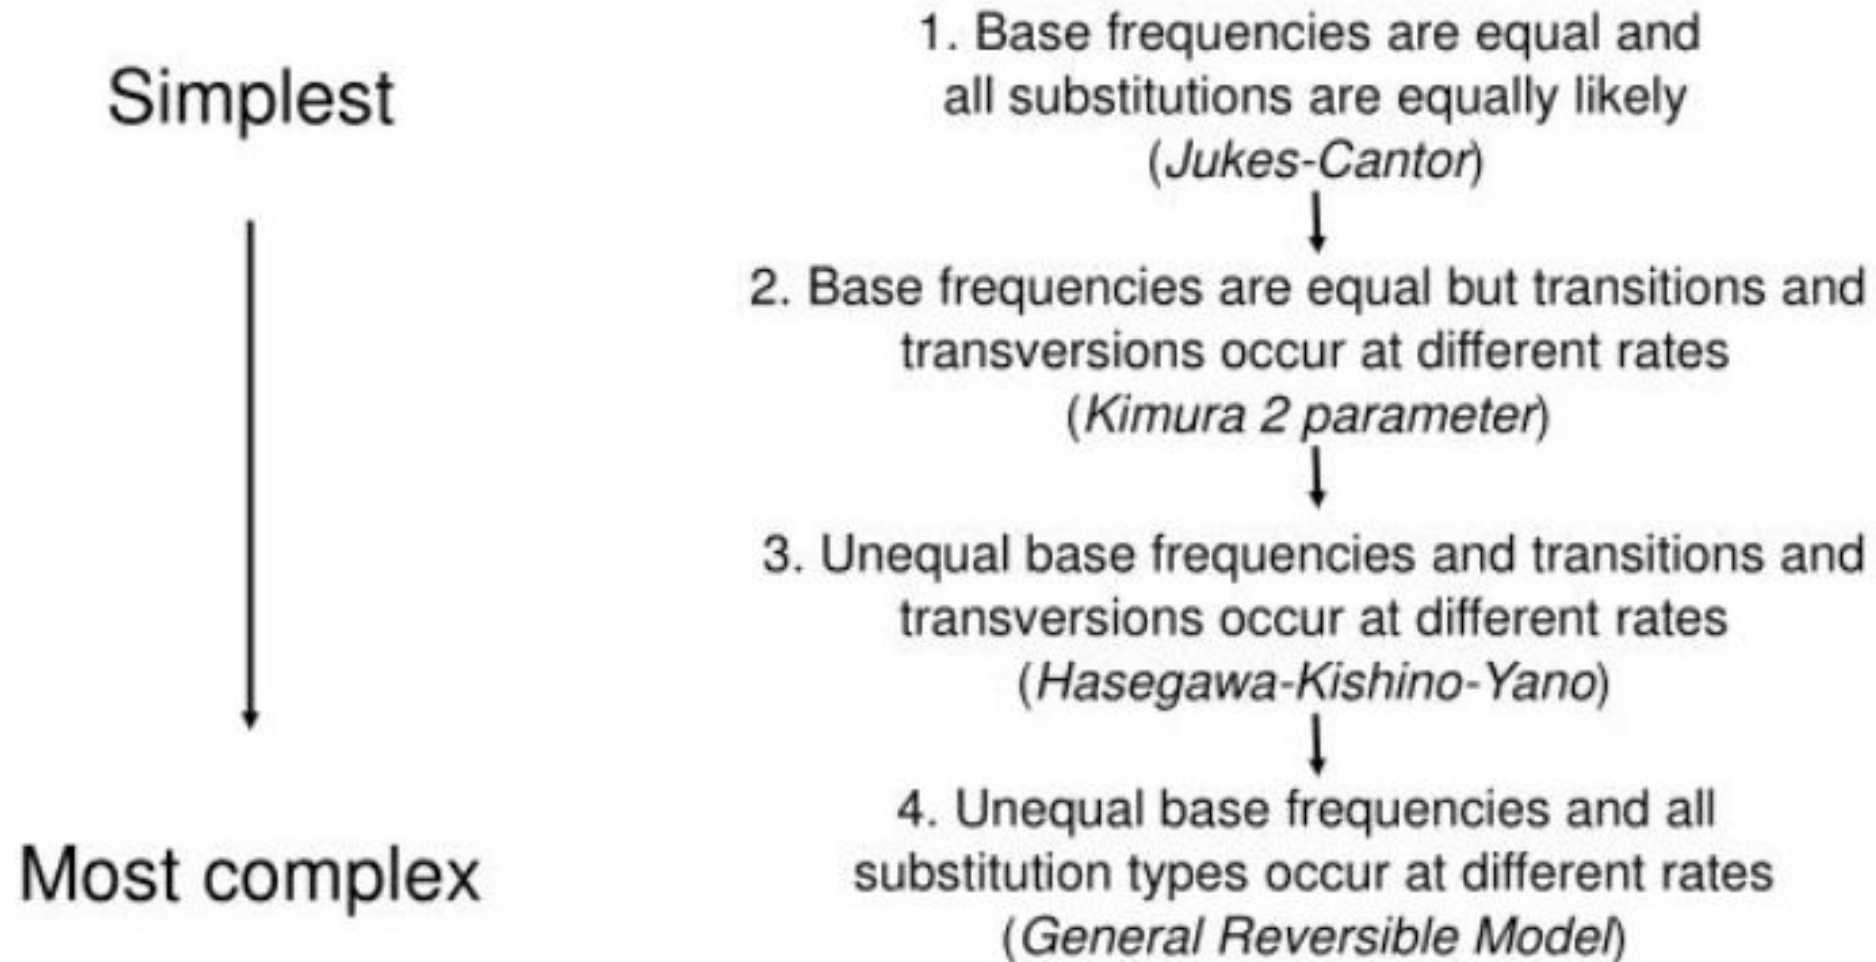 Simplest
Most complex
1. Base frequencies are equal and
all substitutions are equally likely
(Jukes-Cantor)
2. Base frequencies are equal but transitions and
transversions occur at different rates
(Kimura 2 parameter)
3. Unequal base frequencies and transitions and
transversions occur at different rates
(Hasegawa-Kishino-Yano)
4. Unequal base frequencies and all
substitution types occur at different rates
(General Reversible Model)